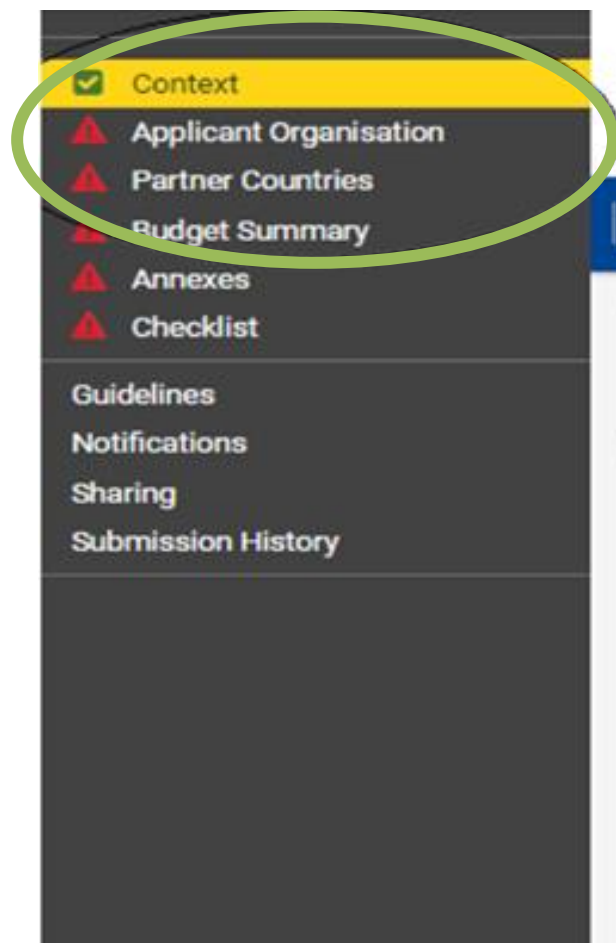 Context
Applicant Organisation
Partner Countries
Budget Summary
Annexes
Checklist
Guidelines
Notifications
Sharing
Submission History